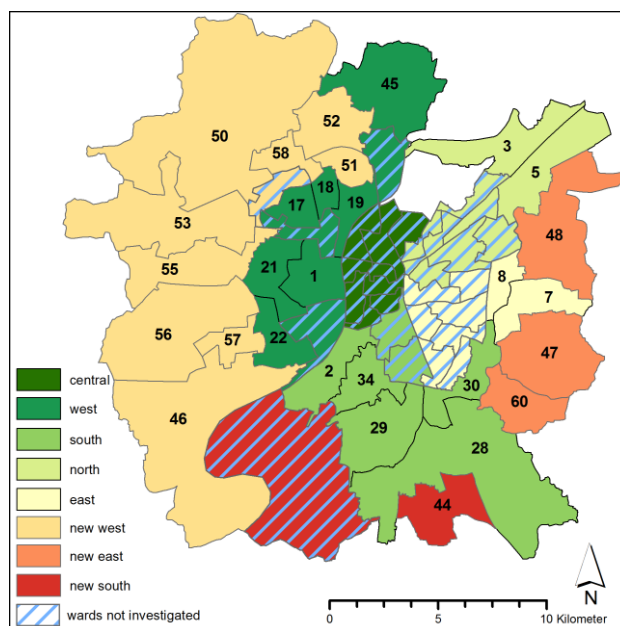 45
50
52
3
58
51
5
18
17
19
53
48
21
8
55
1
7
56
57
22
47
2
central
34
30
60
west
46
29
28
south
north
44
east
new west
new east
new south
wards not investigated
N
0 5 10 Kilometer